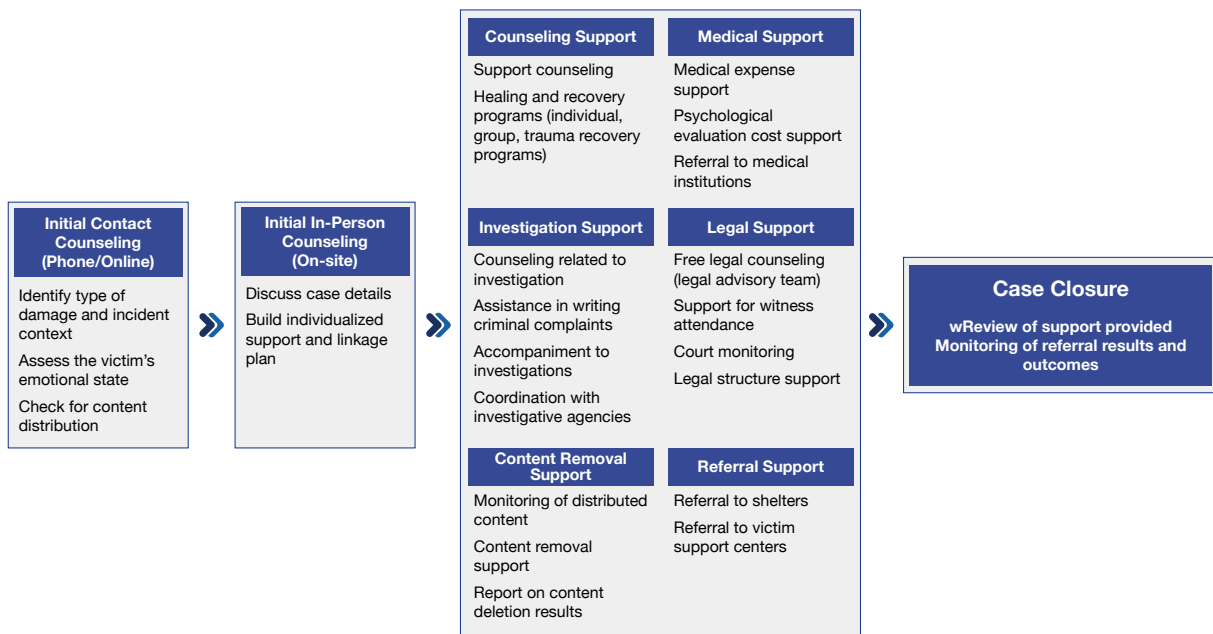 Initial Contact
Counseling
(Phone/Online)
Identify type of
damage and incident
context
Assess the victim's
emotional state
Check for content
distribution
Initial In-Person
Counseling
(On-site)
Discuss case details
Build individualized
support and linkage
plan
Counseling Support
Support counseling
Healing and recovery
programs (individual,
group, trauma recovery
programs)
Medical Support
Medical expense
support
Psychological
evaluation cost support
Referral to medical
institutions
Investigation Support
Counseling related to
investigation
Assistance in writing
criminal complaints
Accompaniment to
investigations
Coordination with
investigative agencies
Legal Support
Free legal counseling
(legal advisory team)
Support for witness
attendance
Court monitoring
Legal structure support
Content Removal
Support
Monitoring of distributed
content
Content removal
support
Report on content
deletion results
Referral Support
Referral to shelters
Referral to victim
support centers
Case Closure
wReview of support provided
Monitoring of referral results and
outcomes